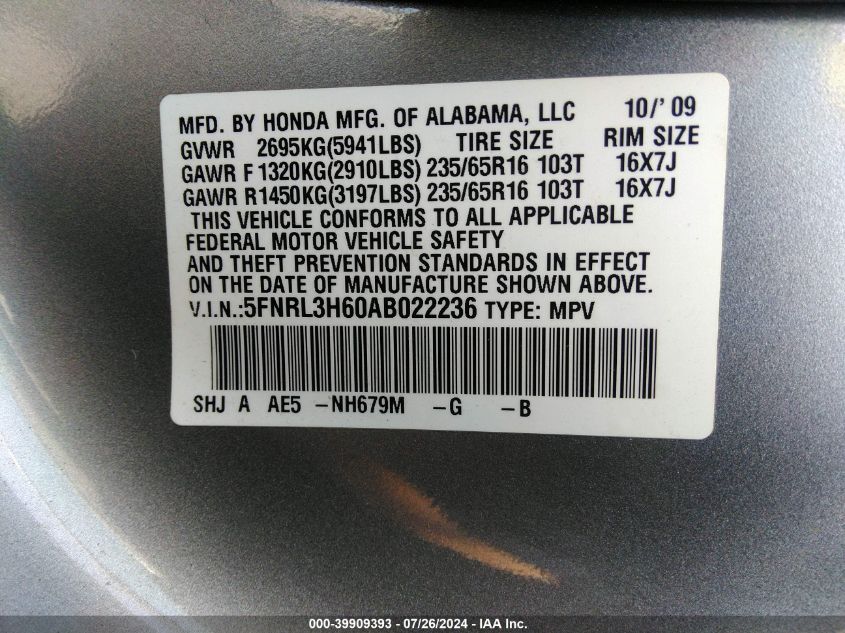 MFD. BY HONDA MFG. OF ALABAMA, LLC 10/'09
GVWR 2695KG(5941LBS) TIRE SIZE RIM SIZE
GAWR F 1320KG(2910LBS) 235/65R16 103T 16X7J
GAWR R1450KG(3197LBS) 235/65R16 103T 16X7J
THIS VEHICLE CONFORMS TO ALL APPLICABLE
FEDERAL MOTOR VEHICLE SAFETY
AND THEFT PREVENTION STANDARDS IN EFFECT
ON THE DATE OF MANUFACTURE SHOWN ABOVE.
V.I.N.:5FNRL3H60AB022236 TYPE: MPV
SHJ A AE5 -NH679M -G -B
000-39909393 - 07/26/2024 - IAA Inc.